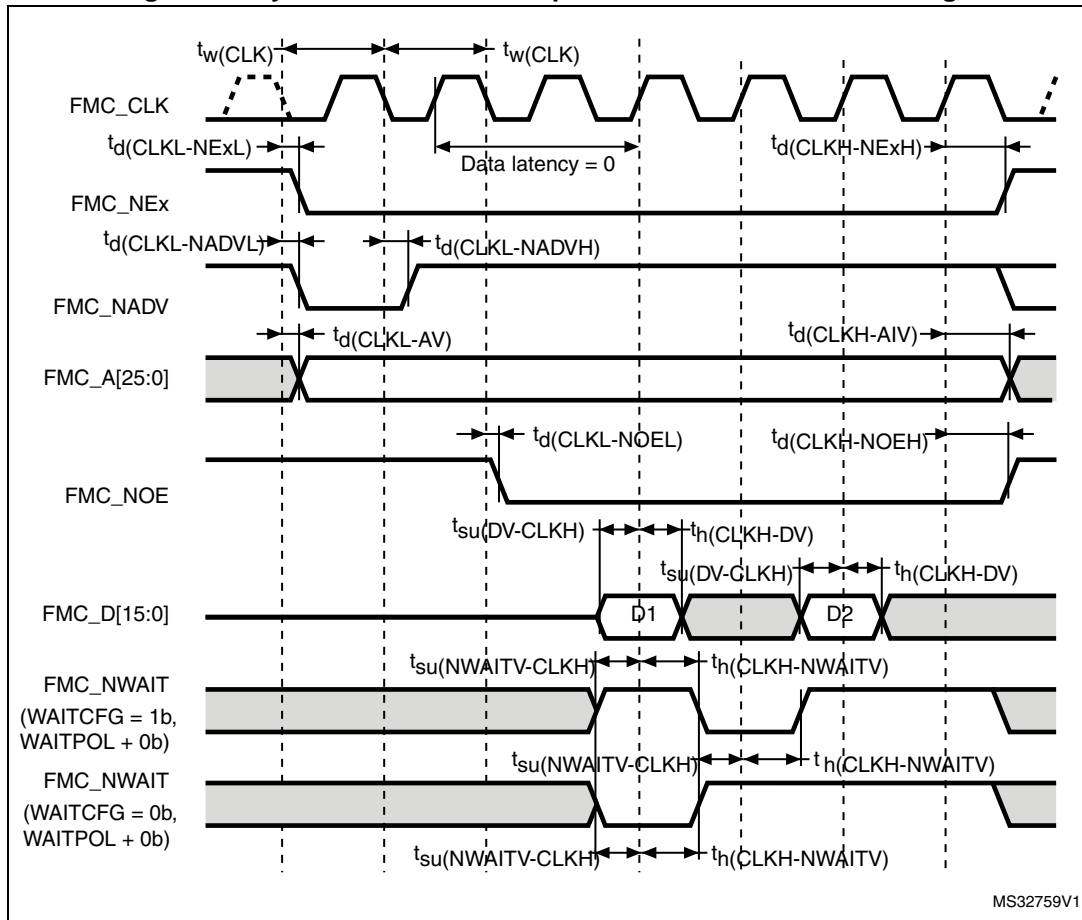 tw(CLK)
tw(CLK)
FMC_CLK
td(CLKL-NExL)
Data latency = 0
td(CLKH-NExH)
FMC_NEx
td(CLKL-NADVL)
td(CLKL-NADVH)
FMC_NADV
td(CLKL-AV)
td(CLKH-AIV)
FMC_A[25:0]
td(CLKL-NOEL)
td(CLKH-NOEH)
FMC_NOE
tsu(DV-CLKH)
th(CLKH-DV)
tsu(DV-CLKH)
th(CLKH-DV)
FMC_D[15:0]
D1
D2
tsu(NWAITV-CLKH)
th(CLKH-NWAITV)
FMC_NWAIT
(WAITCFG = 1b,
WAITPOL + 0b)
tsu(NWAITV-CLKH)
th(CLKH-NWAITV)
FMC_NWAIT
(WAITCFG = 0b,
WAITPOL + 0b)
tsu(NWAITV-CLKH)
th(CLKH-NWAITV)
MS32759V1